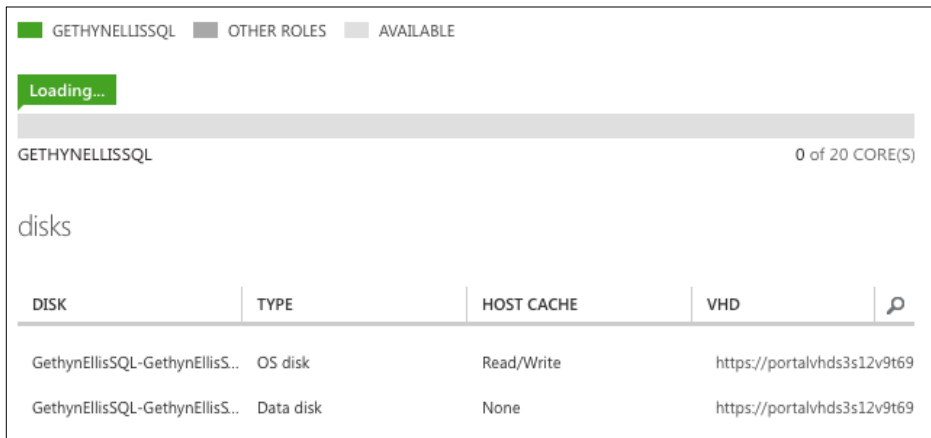 GETHYNELLISSQL OTHER ROLES AVAILABLE
Loading...
GETHYNELLISSQL 0 of 20 CORE(S)
disks
DISK TYPE HOST CACHE VHD
GethynEllisSQL-GethynEllisS... OS disk Read/Write https://portalvhds3s12v9t69
GethynEllisSQL-GethynEllisS... Data disk None https://portalvhds3s12v9t69